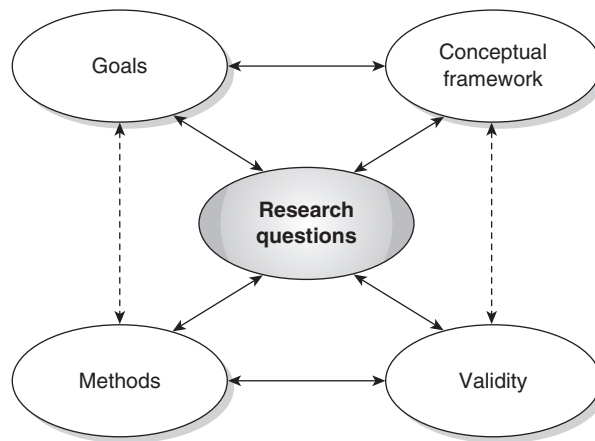 Goals
Conceptual
framework
Research
questions
Methods
Validity